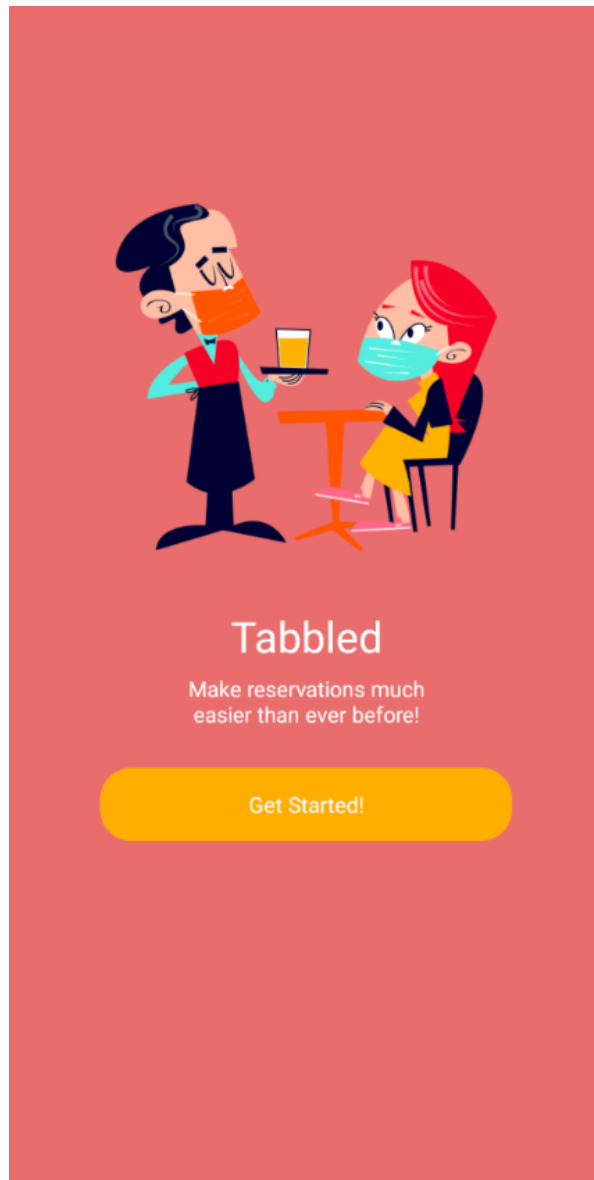 Tabbled
Make reservations much
easier than ever before!
Get Started!